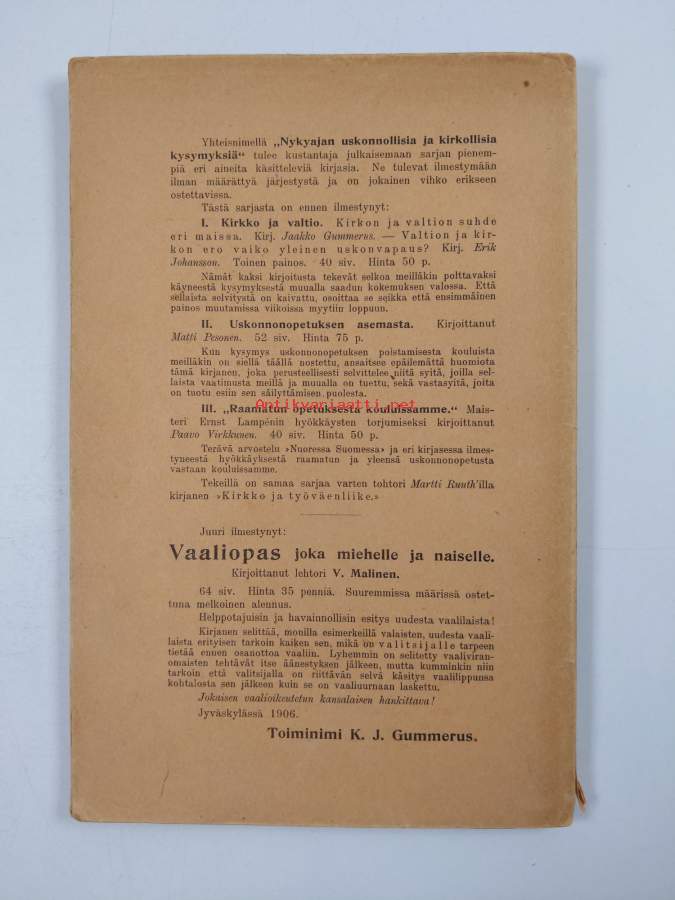 Yhteisnimellä „Nykyajan uskonnollisia ja kirkollisia
kysymyksiä“ tulee kustantaja julkaisemaan sarjan pienem-
piä eri aineita käsitteleviä kirjasia. Ne tulevat ilmestymään
ilman määrättyä järjestystä ja on jokainen vihko erikseen
ostettavissa.
Tästä sarjasta on ennen ilmestynyt:
I. Kirkko ja valtio. Kirkon ja valtion suhde
eri maissa. Kirj. Jaakko Gummerus. — Valtion ja kir-
kon ero vaiko yleinen uskonvapaus? Kirj. Erik
Johansson. Toinen painos. 40 siv. Hinta 50 p.
Nämät kaksi kirjoitusta tekevät selkoa meilläkin polttavaksi
käyneestä kysymyksestä muualla saadun kokemuksen valossa. Että
sellaista selvitystä on kaivattu, osoittaa se seikka että ensimmäinen
painos muutamissa viikoissa myytiin loppuun.
II. Uskonnonopetuksen asemasta. Kirjoittanut
Matti Pesonen. 52 siv. Hinta 75 p.
Kun kysymys uskonnonopetuksen poistamisesta kouluista
meilläkin on siellä täällä nostettu, ansaitsee epäilemättä huomiota
tämä kirjanen, joka perusteellisesti selvittelee niitä syitä, joilla sel-
laista vaatimusta meillä ja muualla on tuettu, sekä vastasyitä, joita
on tuotu esiin sen säilyttämisen puolesta.
Antikvariaatti.net
III. „Raamatun opetuksesta kouluissamme.“ Mais-
teri Ernst Lampénin hyökkäysten torjumiseksi kirjoittanut
Paavo Virkkunen. 40 siv. Hinta 50 p.
Terävä arvostelu »Nuoressa Suomessa» ja eri kirjasessa ilmes-
tyneestä hyökkäyksestä raamatun ja yleensä uskonnonopetusta
vastaan kouluissamme.
Tekeillä on samaa sarjaa varten tohtori Martti Ruuth'illa
kirjanen »Kirkko ja työväenliike.»
Juuri ilmestynyt:
Vaaliopas joka miehelle ja naiselle.
Kirjoittanut lehtori V. Malinen.
64 siv. Hinta 35 penniä. Suuremmissa määrissä ostet-
tuna melkoinen alennus.
Helppotajuisin ja havainnollisin esitys uudesta vaalilaista!
Kirjanen selittää, monilla esimerkeillä valaisten, uudesta vaali-
laista erityisen tarkoin kaiken sen, mikä on valitsijalle tarpeen
tietää ennen osanottoa vaaliin. Lyhemmin on selitetty vaaliviran-
omaisten tehtävät itse äänestyksen jälkeen, mutta kumminkin niin
tarkoin että valitsijalla on riittävän selvä käsitys vaalilippunsa
kohtalosta sen jälkeen kuin se on vaaliuurnaan laskettu.
Jokaisen vaalioikeutetun kansalaisen hankittava!
Jyväskylässä 1906.
Toiminimi K. J. Gummerus.